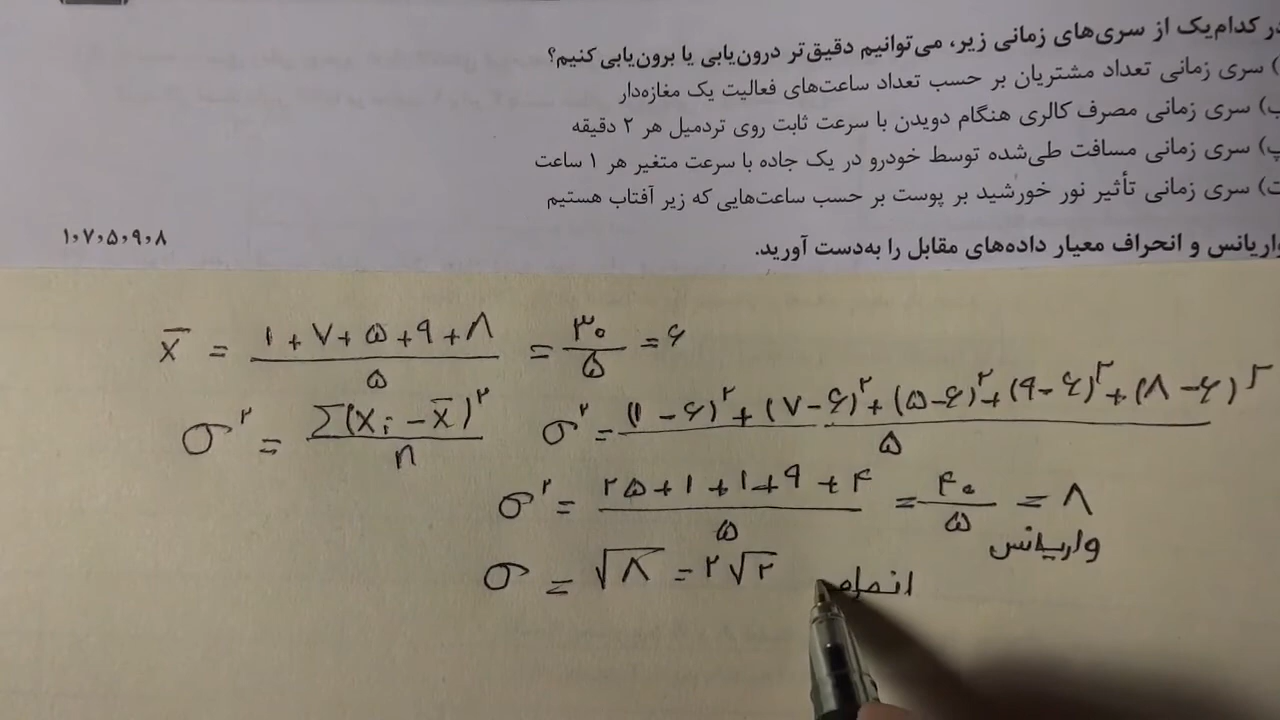 در کدام‌یک از سری‌های زمانی زیر، می‌توانیم دقیق‌تر درون‌یابی یا برون‌یابی کنیم؟
) سری زمانی تعداد مشتریان بر حسب تعداد ساعت‌های فعالیت یک مغازه‌دار
ب) سری زمانی مصرف کالری هنگام دویدن با سرعت ثابت روی تردمیل هر ۲ دقیقه
پ) سری زمانی مسافت طی‌شده توسط خودرو در یک جاده با سرعت متغیر هر ۱ ساعت
ت) سری زمانی تأثیر نور خورشید بر پوست بر حسب ساعت‌هایی که زیر آفتاب هستیم
واریانس و انحراف معیار داده‌های مقابل را به‌دست آورید. ۱,۷,۵,۹,۸
x̄ = (۱+۷+۵+۹+۸)/۵ = ۳۰/۵ = ۶
σ² = Σ(xᵢ - x̄)²/n σ² = ((۱-۶)²+(۷-۶)²+(۵-۶)²+(۹-۶)²+(۸-۶)²)/۵
σ² = (۲۵+۱+۱+۹+۴)/۵ = ۴۰/۵ = ۸
واریانس
σ = √۸ = ۲√۲